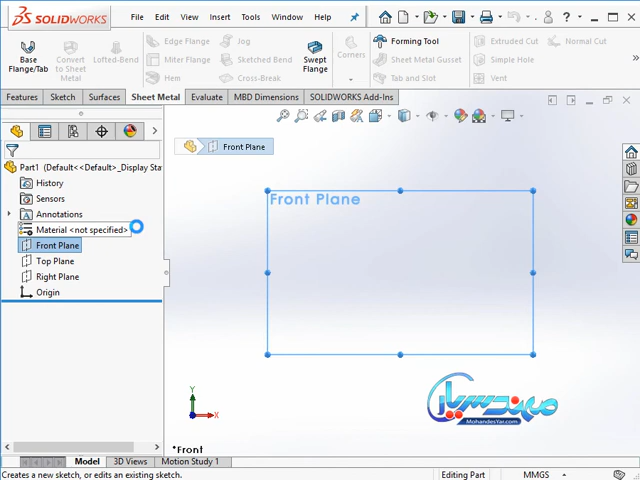 SOLIDWORKS File Edit View Insert Tools Window Help
Base Flange/Tab
Convert to Sheet Metal
Lofted-Bend
Edge Flange
Miter Flange
Hem
Jog
Sketched Bend
Cross-Break
Swept Flange
Corners
Forming Tool
Sheet Metal Gusset
Tab and Slot
Extruded Cut
Simple Hole
Vent
Normal Cut
Features Sketch Surfaces Sheet Metal Evaluate MBD Dimensions SOLIDWORKS Add-Ins
Front Plane
Part1 (Default<<Default>_Display Sta
History
Sensors
Annotations
Material <not specified>
Front Plane
Top Plane
Right Plane
Origin
Front Plane
Y
X
*Front
مهندسیار
MohandesYar.com
Model 3D Views Motion Study 1
Creates a new sketch, or edits an existing sketch. Editing Part MMGS